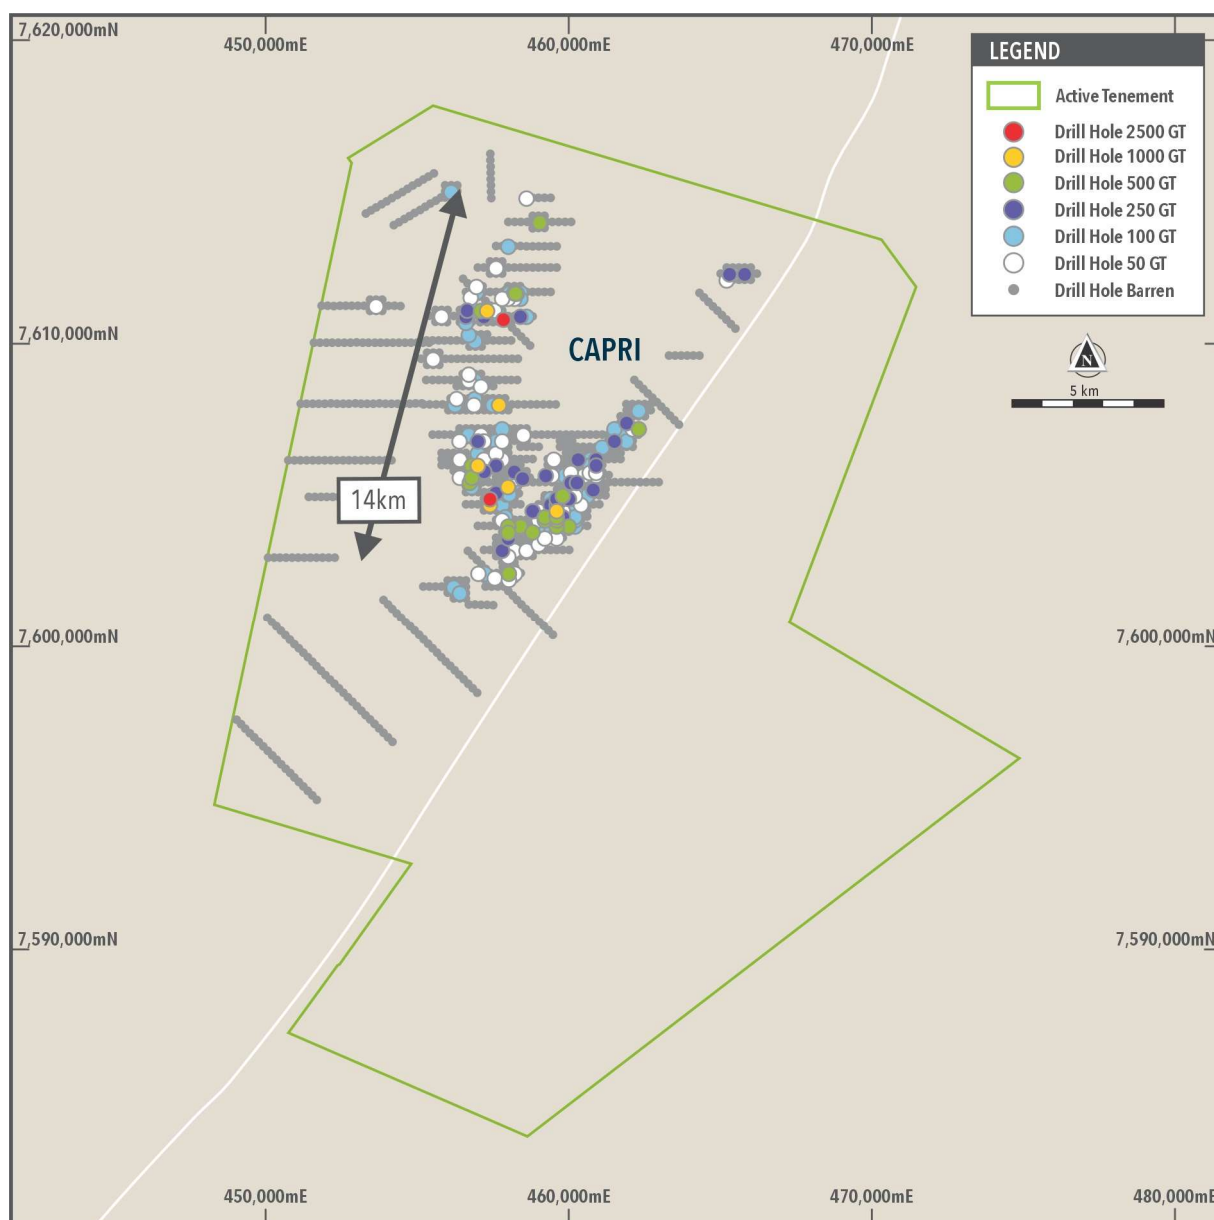 7,620,000mN
450,000mE
460,000mE
470,000mE
LEGEND
Active Tenement
Drill Hole 2500 GT
Drill Hole 1000 GT
Drill Hole 500 GT
Drill Hole 250 GT
Drill Hole 100 GT
Drill Hole 50 GT
Drill Hole Barren
7,610,000mN
CAPRI
N
5 km
14km
7,600,000mN
7,600,000mN
7,590,000mN
7,590,000mN
450,000mE
460,000mE
470,000mE
480,000mE